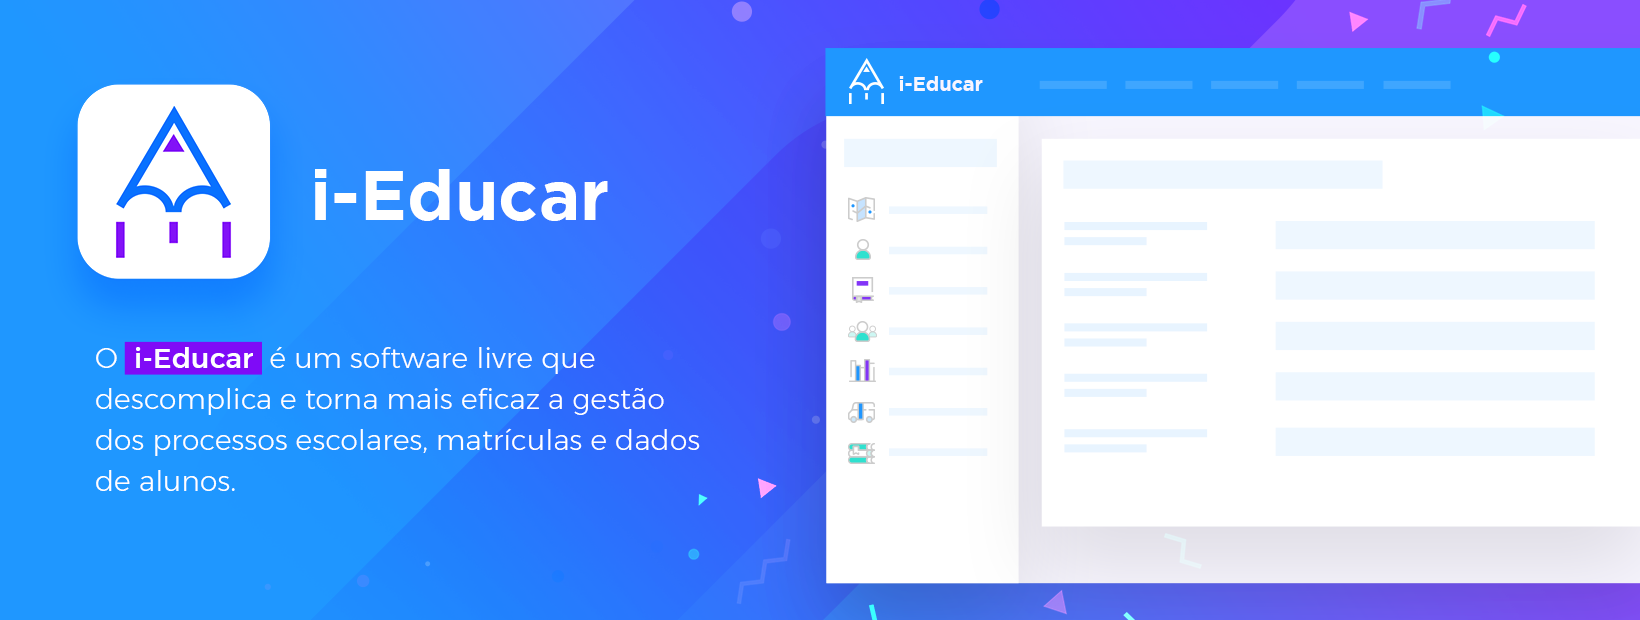 i-Educar
O i-Educar é um software livre que
descomplica e torna mais eficaz a gestão
dos processos escolares, matrículas e dados
de alunos.
i-Educar